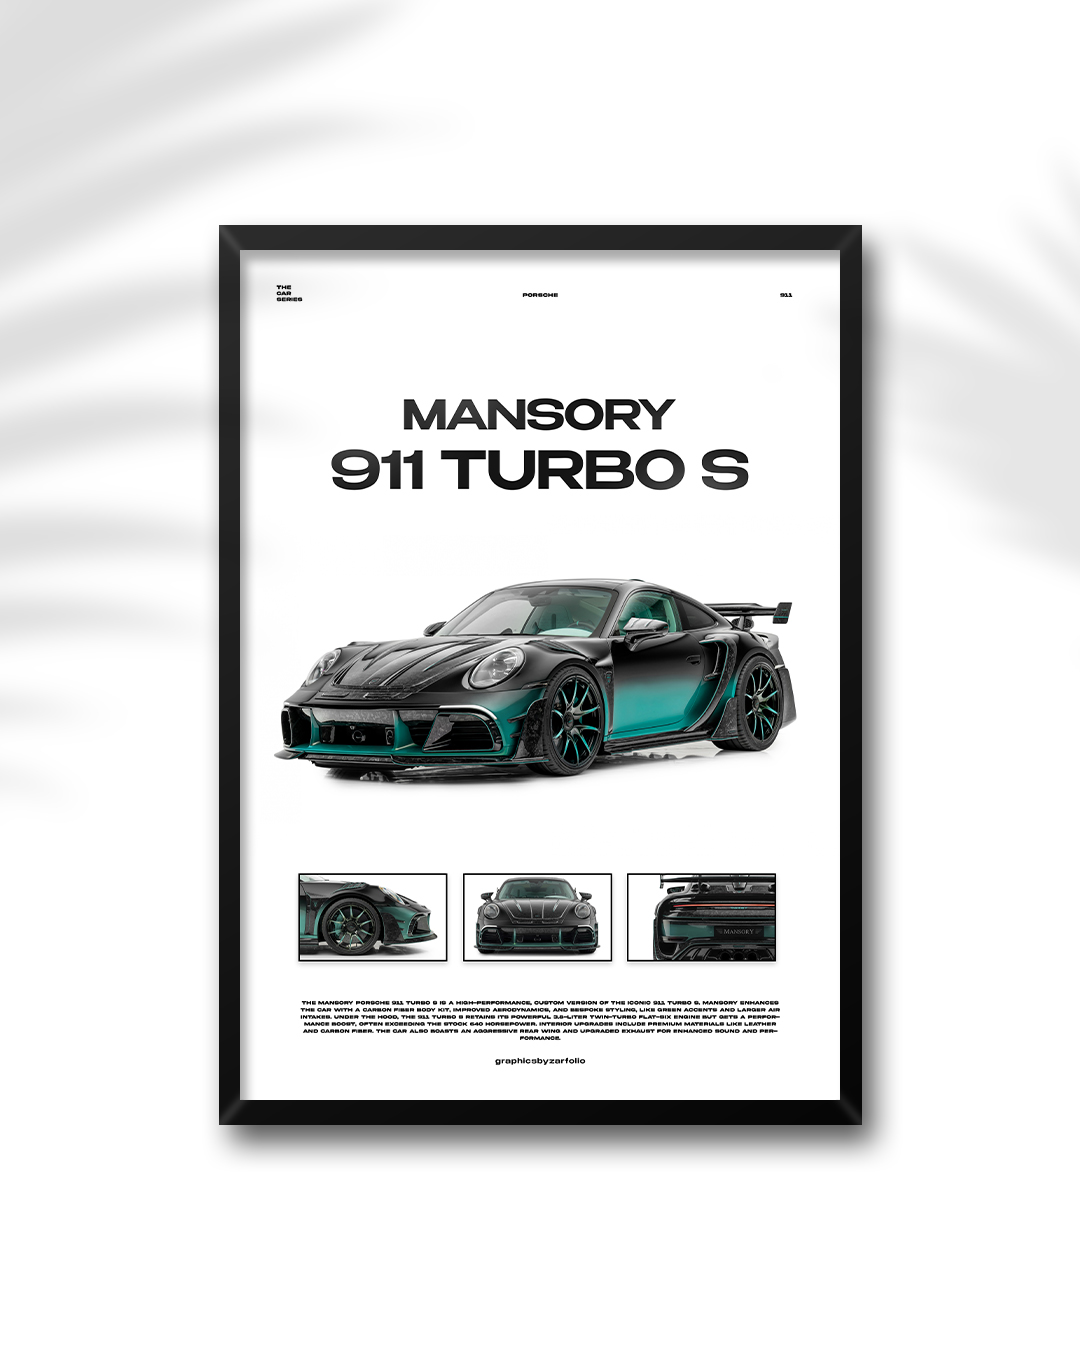 THE
CAR
SERIES
PORSCHE
911
MANSORY
911 TURBO S
MANSORY
THE MANSORY PORSCHE 911 TURBO S IS A HIGH-PERFORMANCE, CUSTOM VERSION OF THE ICONIC 911 TURBO S. MANSORY ENHANCES
THE CAR WITH A CARBON FIBER BODY KIT, IMPROVED AERODYNAMICS, AND BESPOKE STYLING, LIKE GREEN ACCENTS AND LARGER AIR
INTAKES. UNDER THE HOOD, THE 911 TURBO S RETAINS ITS POWERFUL 3.8-LITER TWIN-TURBO FLAT-SIX ENGINE BUT GETS A PERFOR-
MANCE BOOST, OFTEN EXCEEDING THE STOCK 640 HORSEPOWER. INTERIOR UPGRADES INCLUDE PREMIUM MATERIALS LIKE LEATHER
AND CARBON FIBER. THE CAR ALSO BOASTS AN AGGRESSIVE REAR WING AND UPGRADED EXHAUST FOR ENHANCED SOUND AND PER-
FORMANCE.
graphicsbyzarfolio